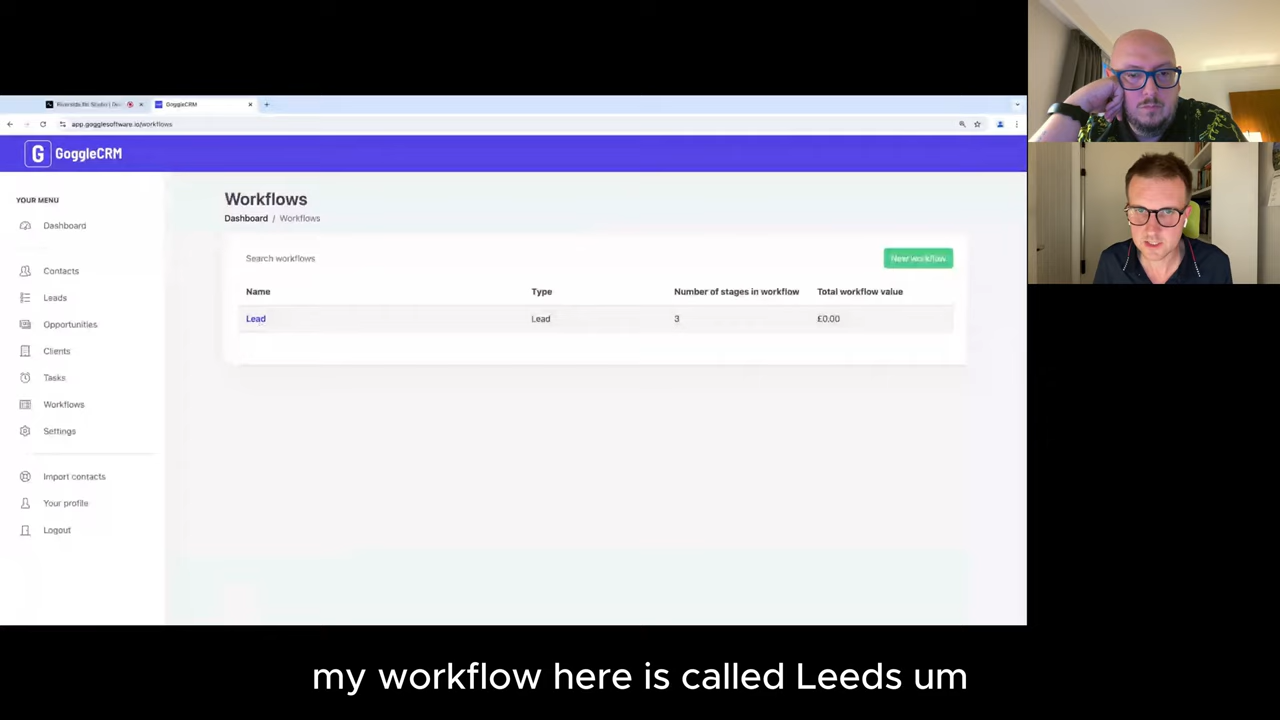 GoggleCRM
app.gogglesoftware.io/workflows
G GoggleCRM
YOUR MENU
Dashboard
Contacts
Leads
Opportunities
Clients
Tasks
Workflows
Settings
Import contacts
Your profile
Logout
Workflows
Dashboard / Workflows
Search workflows
New workflow
Name Type Number of stages in workflow Total workflow value
Lead Lead 3 £0.00
my workflow here is called Leeds um